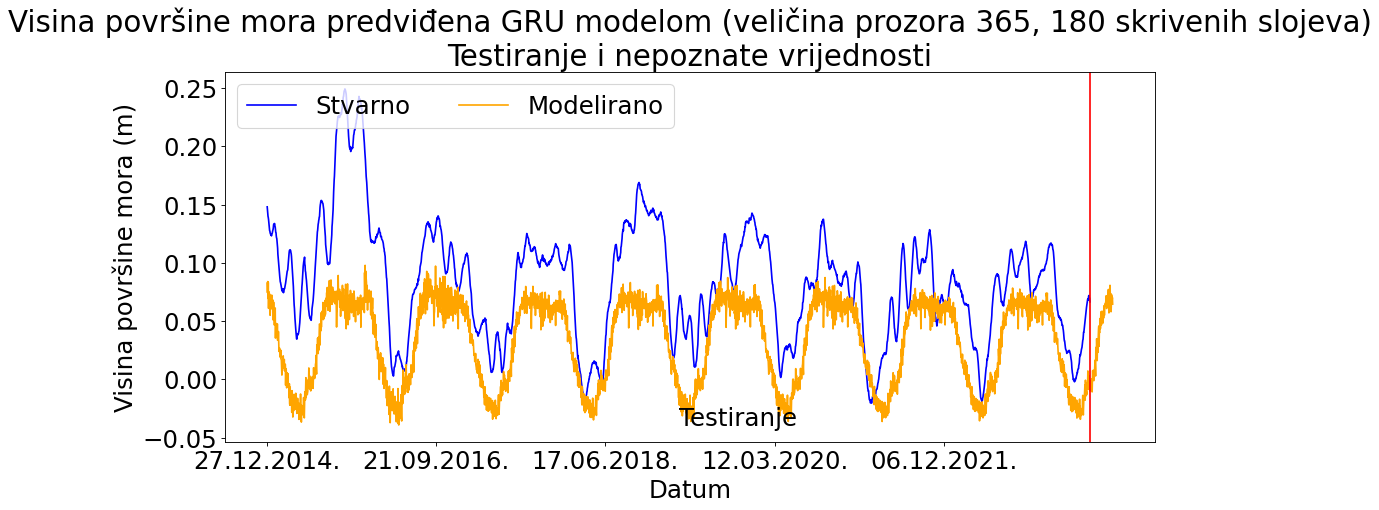 Visina površine mora predviđena GRU modelom (veličina prozora 365, 180 skrivenih slojeva)
Testiranje i nepoznate vrijednosti
Stvarno Modelirano
Visina površine mora (m)
0.25
0.20
0.15
0.10
0.05
0.00
−0.05
Testiranje
27.12.2014. 21.09.2016. 17.06.2018. 12.03.2020. 06.12.2021.
Datum